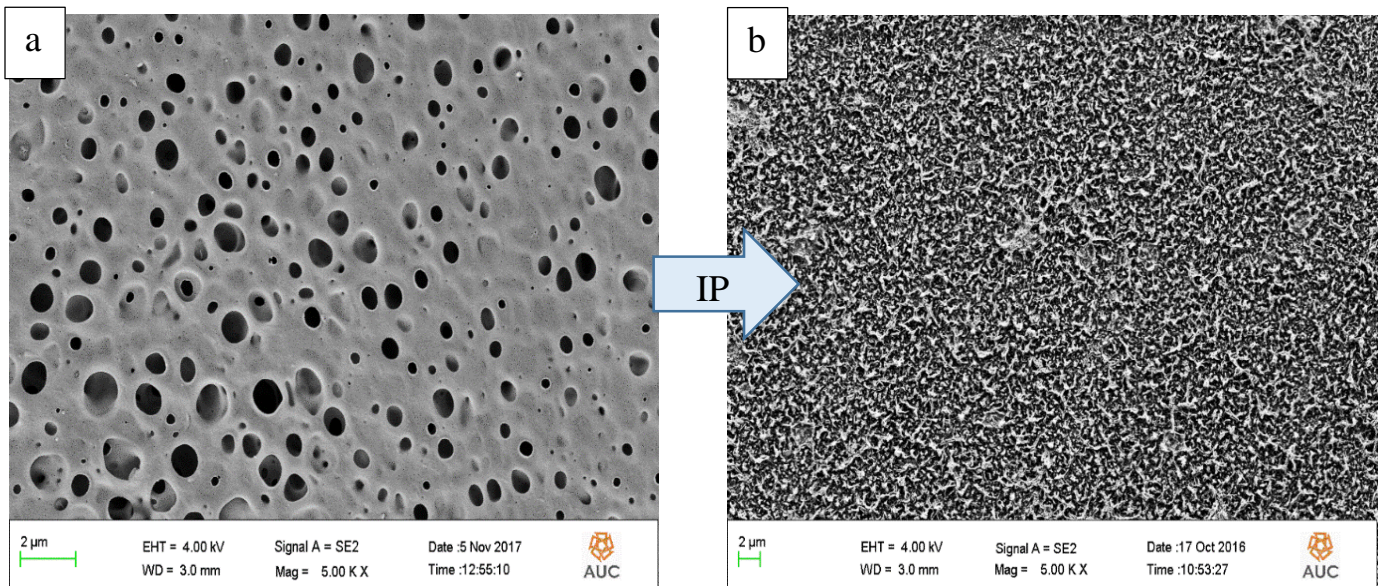 a
b
IP
2 µm
EHT = 4.00 kV
WD = 3.0 mm
Signal A = SE2
Mag = 5.00 K X
Date :5 Nov 2017
Time :12:55:10
AUC
2 µm
EHT = 4.00 kV
WD = 3.0 mm
Signal A = SE2
Mag = 5.00 K X
Date :17 Oct 2016
Time :10:53:27
AUC